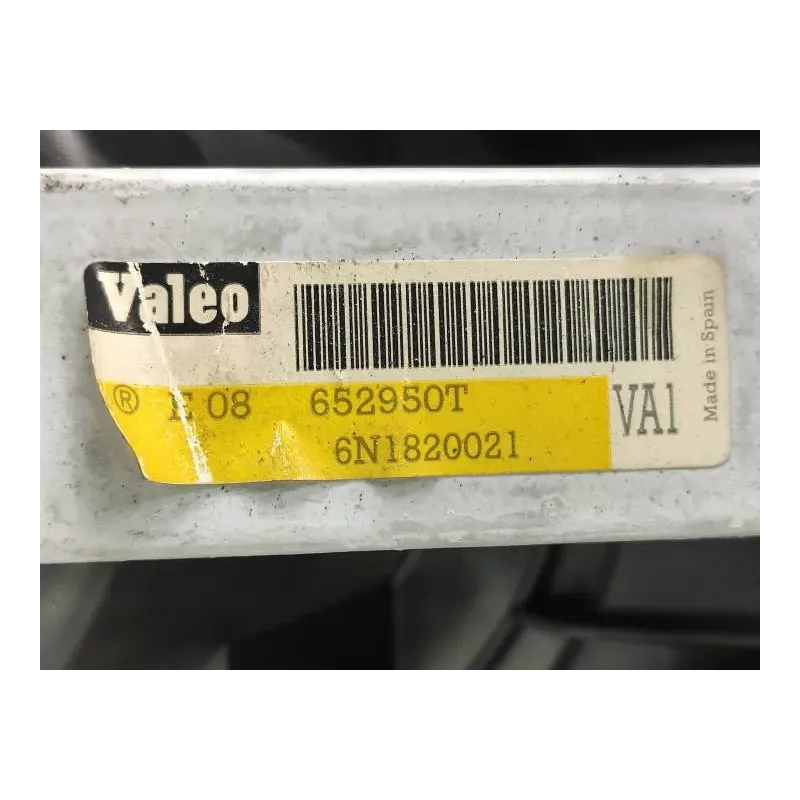 Valeo
® E 08 652950T
6N1820021
VA1
Made in Spain